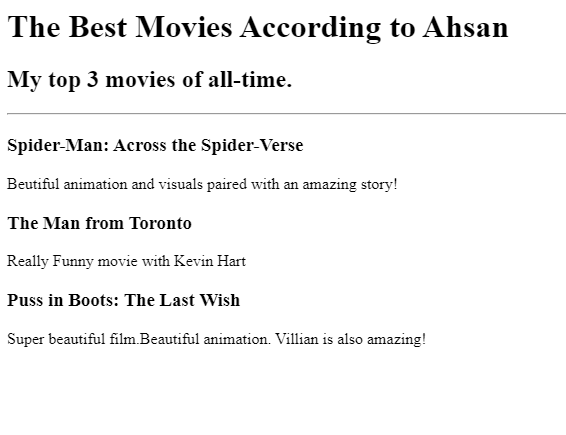 The Best Movies According to Ahsan
My top 3 movies of all-time.
Spider-Man: Across the Spider-Verse
Beutiful animation and visuals paired with an amazing story!
The Man from Toronto
Really Funny movie with Kevin Hart
Puss in Boots: The Last Wish
Super beautiful film.Beautiful animation. Villian is also amazing!